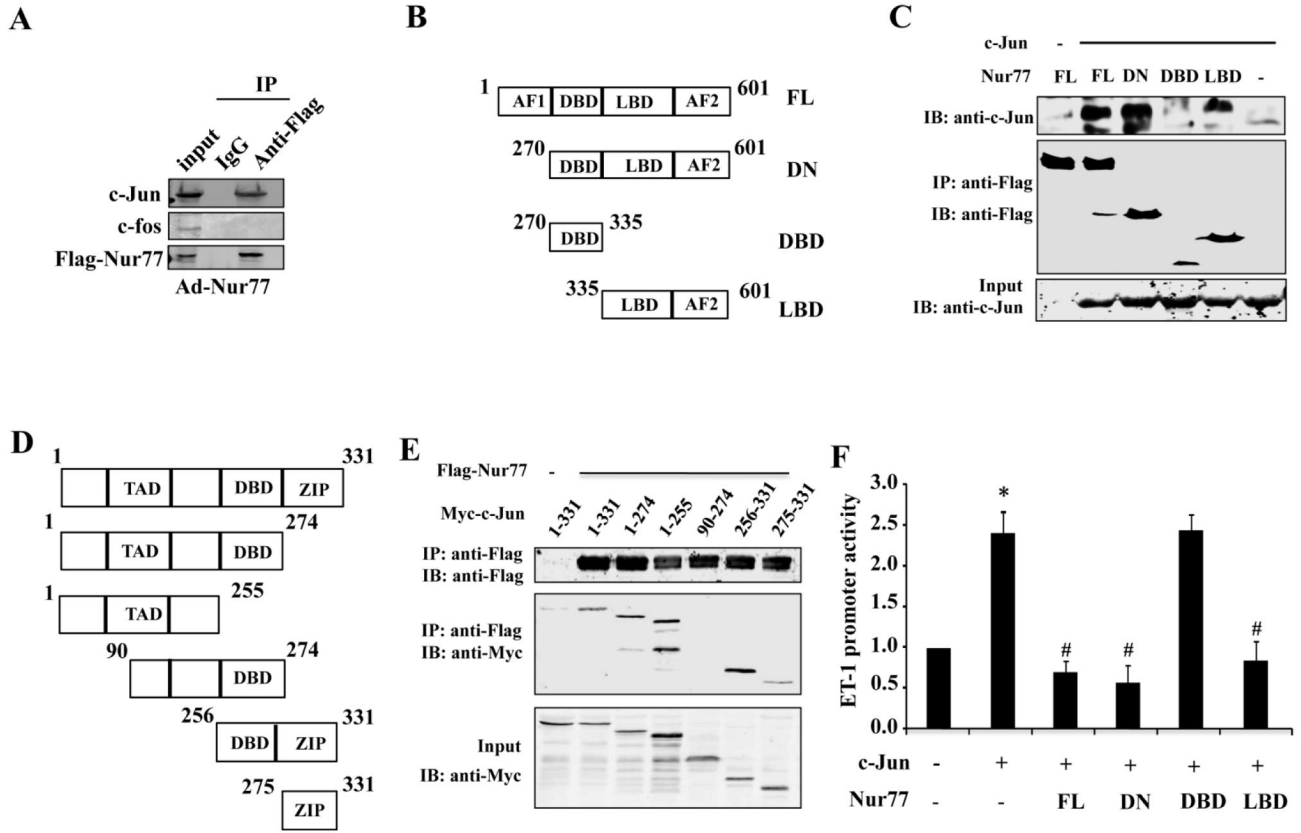 A
IP
input IgG Anti-Flag
c-Jun
c-fos
Flag-Nur77
Ad-Nur77
B
1 601
AF1 DBD LBD AF2 FL
270 601
DBD LBD AF2 DN
270 335
DBD DBD
335 601
LBD AF2 LBD
C
c-Jun -
Nur77 FL FL DN DBD LBD -
IB: anti-c-Jun
IP: anti-Flag
IB: anti-Flag
Input
IB: anti-c-Jun
D
1 331
TAD DBD ZIP
1 274
TAD DBD
1 255
TAD
90 274
DBD
256 331
DBD ZIP
275 331
ZIP
E
Flag-Nur77 -
Myc-c-Jun 1-331 1-331 1-274 1-255 90-274 256-331 275-331
IP: anti-Flag
IB: anti-Flag
IP: anti-Flag
IB: anti-Myc
Input
IB: anti-Myc
F
ET-1 promoter activity
3.0
2.5
2.0
1.5
1.0
0.5
0.0
* # # #
c-Jun - + + + + +
Nur77 - - FL DN DBD LBD